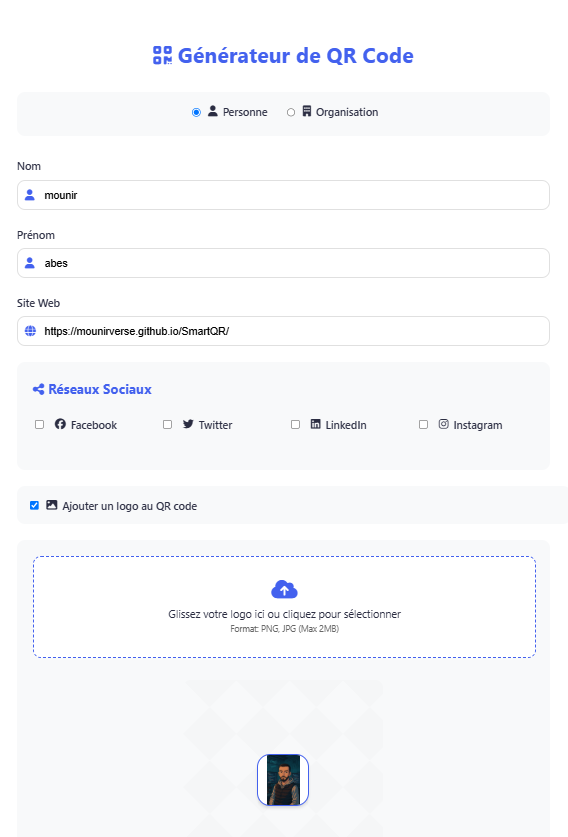 Générateur de QR Code
Personne Organisation
Nom
mounir
Prénom
abes
Site Web
https://mounirverse.github.io/SmartQR/
Réseaux Sociaux
Facebook Twitter LinkedIn Instagram
Ajouter un logo au QR code
Glissez votre logo ici ou cliquez pour sélectionner
Format: PNG, JPG (Max 2MB)